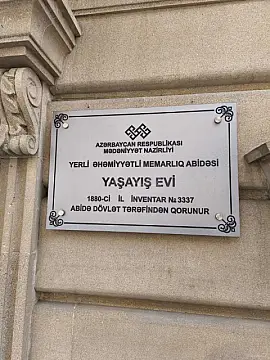 AZƏRBAYCAN RESPUBLİKASI
MƏDƏNİYYƏT NAZİRLİYİ
YERLİ ƏHƏMİYYƏTLİ MEMARLIQ ABİDƏSİ
YAŞAYIŞ EVİ
1880-Cİ İL İNVENTAR № 3337
ABİDƏ DÖVLƏT TƏRƏFİNDƏN QORUNUR